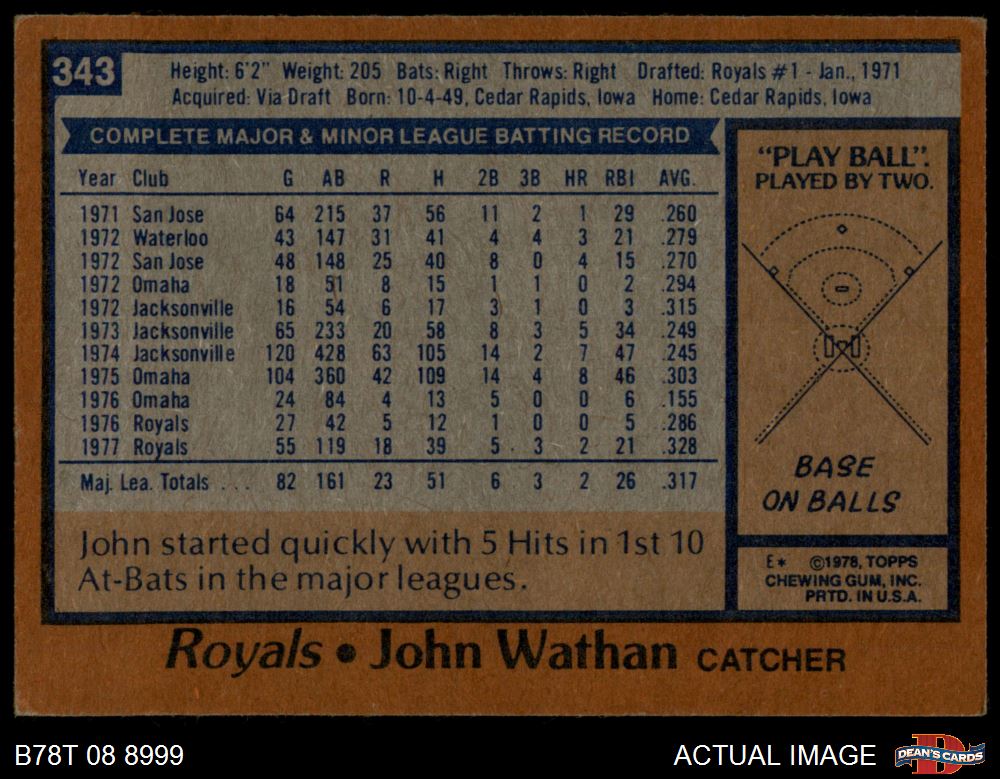 343
Height: 6'2" Weight: 205 Bats: Right Throws: Right Drafted: Royals #1 - Jan., 1971
Acquired: Via Draft Born: 10-4-49, Cedar Rapids, Iowa Home: Cedar Rapids, Iowa
COMPLETE MAJOR & MINOR LEAGUE BATTING RECORD
Year Club G AB R H 2B 3B HR RBI AVG.
1971 San Jose 64 215 37 56 11 2 1 29 .260
1972 Waterloo 43 147 31 41 4 4 3 21 .279
1972 San Jose 48 148 25 40 8 0 4 15 .270
1972 Omaha 18 51 8 15 1 1 0 2 .294
1972 Jacksonville 16 54 6 17 3 1 0 3 .315
1973 Jacksonville 65 233 20 58 8 3 5 34 .249
1974 Jacksonville 120 428 63 105 14 2 7 47 .245
1975 Omaha 104 360 42 109 14 4 8 46 .303
1976 Omaha 24 84 4 13 5 0 0 6 .155
1976 Royals 27 42 5 12 1 0 0 5 .286
1977 Royals 55 119 18 39 5 3 2 21 .328
Maj. Lea. Totals . . . 82 161 23 51 6 3 2 26 .317
John started quickly with 5 Hits in 1st 10
At-Bats in the major leagues.
"PLAY BALL".
PLAYED BY TWO.
BASE
ON BALLS
E* ©1978, TOPPS
CHEWING GUM, INC.
PRTD. IN U.S.A.
Royals • John Wathan CATCHER
B78T 08 8999
ACTUAL IMAGE
DEAN'S CARDS